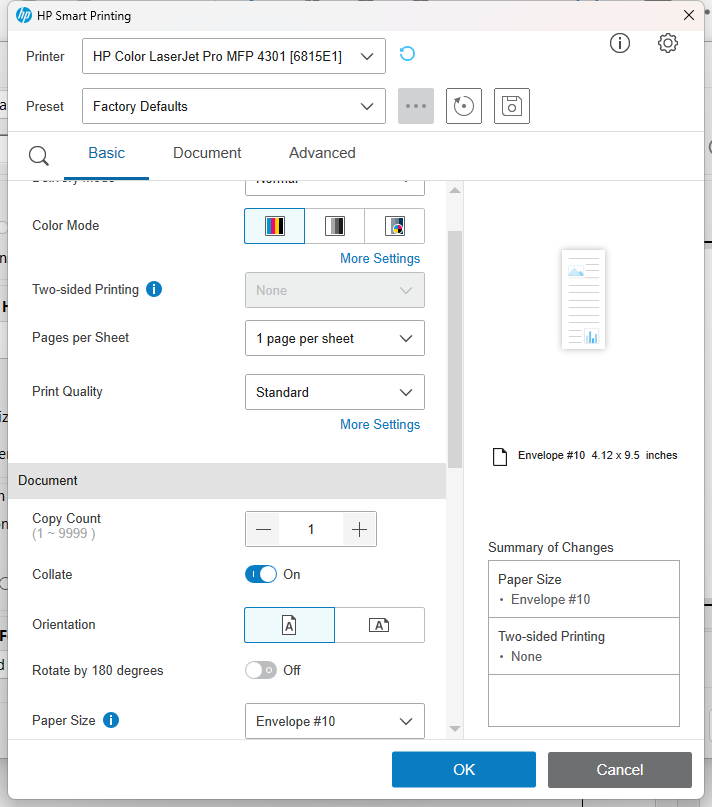 HP Smart Printing
Printer
HP Color LaserJet Pro MFP 4301 [6815E1]
Preset
Factory Defaults
Basic
Document
Advanced
Delivery Mode
Normal
Color Mode
More Settings
Two-sided Printing
None
Pages per Sheet
1 page per sheet
Print Quality
Standard
More Settings
Document
Copy Count
(1 ~ 9999 )
1
Collate
On
Orientation
A
A
Rotate by 180 degrees
Off
Paper Size
Envelope #10
Envelope #10 4.12 x 9.5 inches
Summary of Changes
Paper Size
• Envelope #10
Two-sided Printing
• None
OK
Cancel